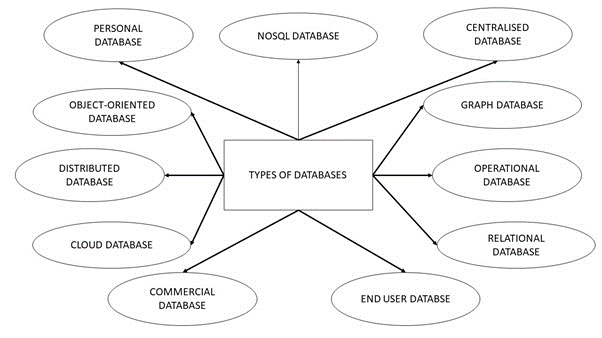 PERSONAL
DATABASE
NOSQL DATABASE
CENTRALISED
DATABASE
OBJECT-ORIENTED
DATABASE
GRAPH DATABASE
DISTRIBUTED
DATABASE
TYPES OF DATABASES
OPERATIONAL
DATABASE
CLOUD DATABASE
RELATIONAL
DATABASE
COMMERCIAL
DATABASE
END USER DATABSE